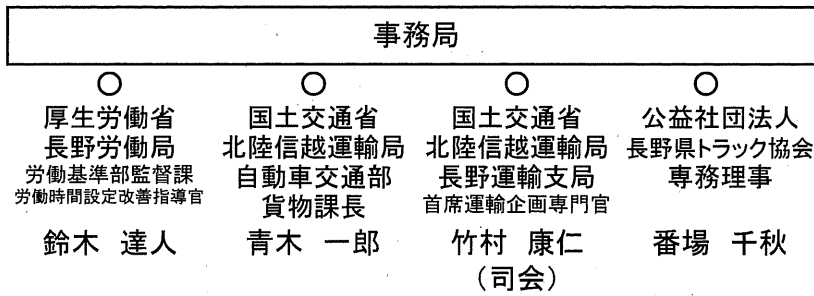 事務局
○ ○ ○ ○
厚生労働省
長野労働局
労働基準部監督課
労働時間設定改善指導官
鈴木 達人
国土交通省
北陸信越運輸局
自動車交通部
貨物課長
青木 一郎
国土交通省
北陸信越運輸局
長野運輸支局
首席運輸企画専門官
竹村 康仁
（司会）
公益社団法人
長野県トラック協会
専務理事
番場 千秋